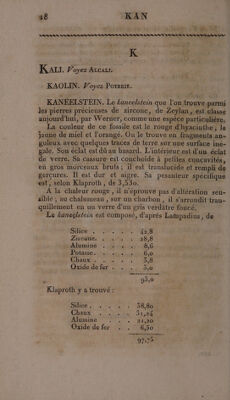 28 KAN
K
KALI. Voyez ALCALI.
KAOLIN. Voyez POTERIE.
KANEELSTEIN. Le kaneelstein que l'on trouve parmi
les pierres précieuses de zircone, de Zeylan, est classé
aujourd'hui, par Werner, comme une espèce particulière.
La couleur de ce fossile est le rouge d'hyacinthe, le
jaune de miel et l'orangé. On le trouve en fragments an-
guleux avec quelques traces de terre sur une surface iné-
gale. Son éclat est dû au hasard. L'intérieur est d'un éclat
de verre. Sa cassure est conchoïde à petites concavités,
en gros morceaux bruts ; il est translucide et rempli de
gerçures. Il est dur et aigre. Sa pesanteur spécifique
est, selon Klaproth, de 3,530.
A la chaleur rouge, il n'éprouve pas d'altération sen-
sible ; au chalumeau, sur un charbon, il s'arrondit tran-
quillement en un verre d'un gris verdâtre foncé.
Le kaneelstein est composé, d'après Lampadius, de
Silice . . . . . 42,8
Zircone. . . . . 28,8
Alumine . . . . 8,6
Potasse. . . . . 6,0
Chaux . . . . . 3,8
Oxide de fer . . . 3,0
93,0
Klaproth y a trouvé :
Silice. . . . . 38,80
Chaux . . . . 31,24
Alumine . . . 21,20
Oxide de fer . . 6,50
97,75